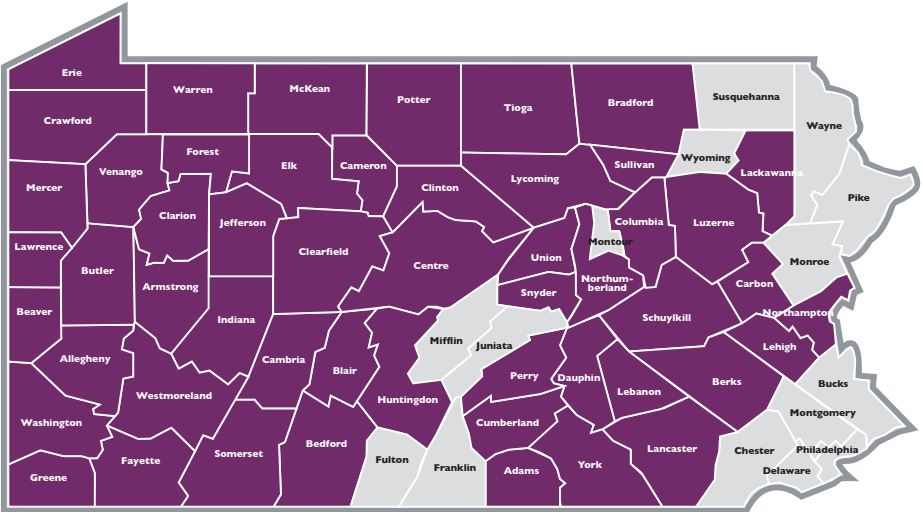 Erie
Warren
McKean
Potter
Tioga
Bradford
Susquehanna
Wayne
Crawford
Forest
Venango
Elk
Cameron
Sullivan
Wyoming
Lackawanna
Mercer
Clarion
Clinton
Lycoming
Pike
Jefferson
Columbia
Luzerne
Lawrence
Clearfield
Centre
Union
Montour
Monroe
Butler
Armstrong
Snyder
Northum-
berland
Carbon
Beaver
Indiana
Schuylkill
Northampton
Mifflin
Juniata
Lehigh
Allegheny
Cambria
Blair
Perry
Dauphin
Lebanon
Berks
Bucks
Westmoreland
Huntingdon
Montgomery
Washington
Bedford
Cumberland
Lancaster
Chester
Philadelphia
Somerset
Fulton
Franklin
Fayette
Adams
York
Delaware
Greene